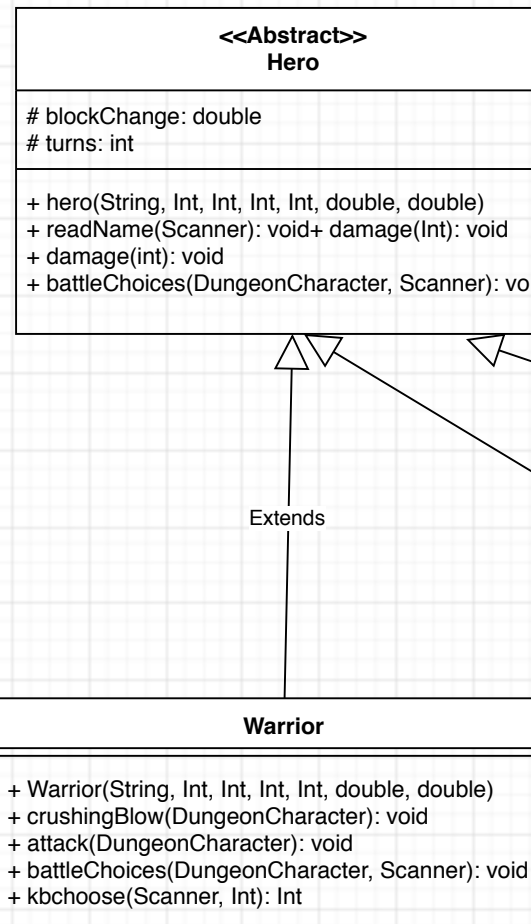 <<Abstract>>
Hero
# blockChange: double
# turns: int
+ hero(String, Int, Int, Int, Int, double, double)
+ readName(Scanner): void+ damage(Int): void
+ damage(int): void
+ battleChoices(DungeonCharacter, Scanner): vo
Extends
Warrior
+ Warrior(String, Int, Int, Int, Int, double, double)
+ crushingBlow(DungeonCharacter): void
+ attack(DungeonCharacter): void
+ battleChoices(DungeonCharacter, Scanner): void
+ kbchoose(Scanner, Int): Int